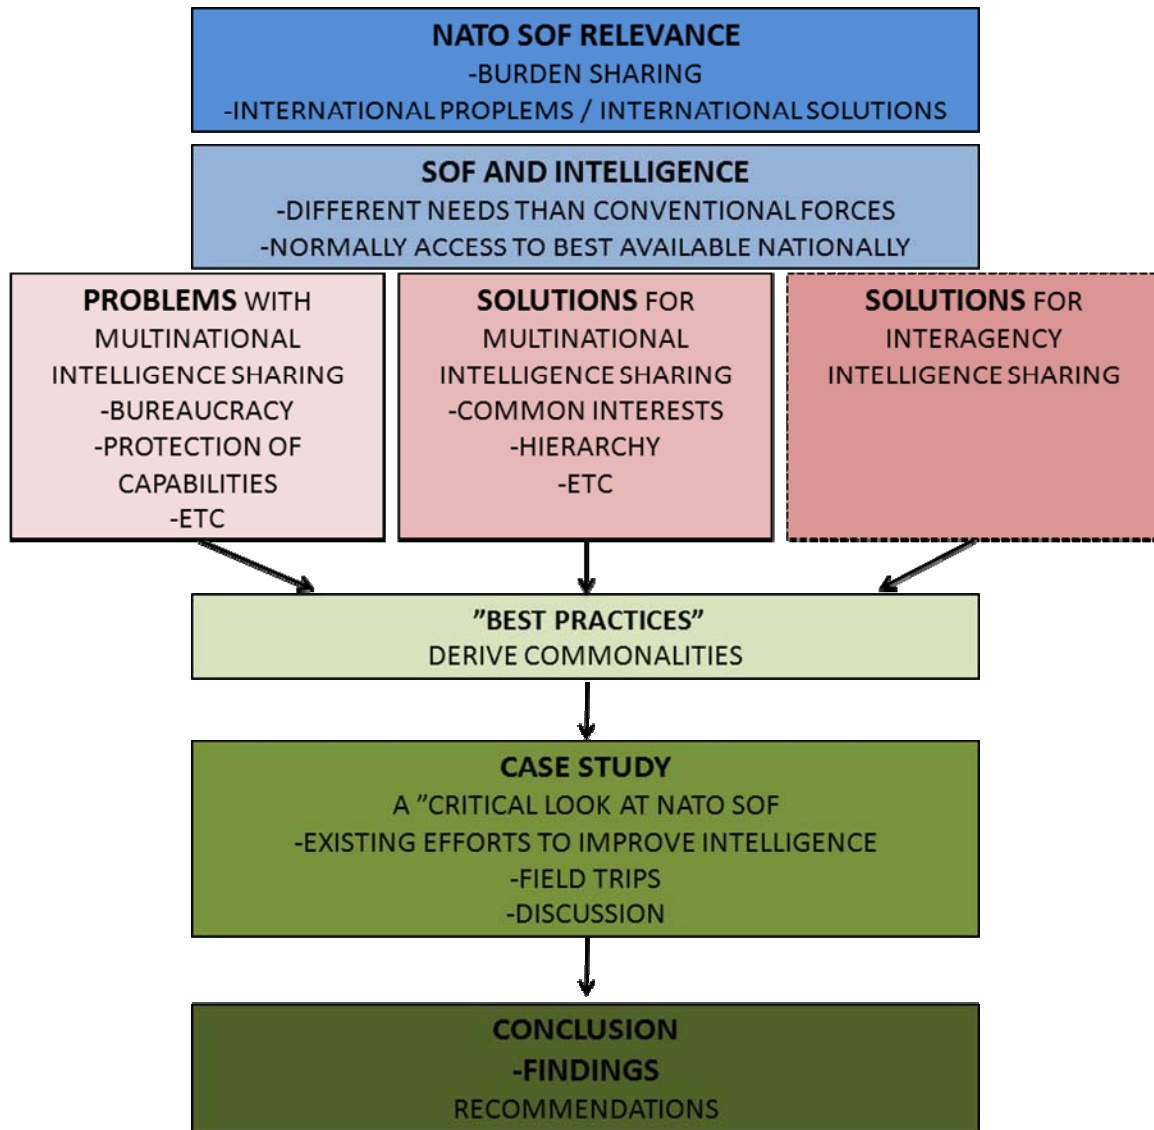 NATO SOF RELEVANCE
-BURDEN SHARING
-INTERNATIONAL PROPLEMS / INTERNATIONAL SOLUTIONS
SOF AND INTELLIGENCE
-DIFFERENT NEEDS THAN CONVENTIONAL FORCES
-NORMALLY ACCESS TO BEST AVAILABLE NATIONALLY
PROBLEMS WITH
MULTINATIONAL
INTELLIGENCE SHARING
-BUREAUCRACY
-PROTECTION OF
CAPABILITIES
-ETC
SOLUTIONS FOR
MULTINATIONAL
INTELLIGENCE SHARING
-COMMON INTERESTS
-HIERARCHY
-ETC
SOLUTIONS FOR
INTERAGENCY
INTELLIGENCE SHARING
”BEST PRACTICES”
DERIVE COMMONALITIES
CASE STUDY
A ”CRITICAL LOOK AT NATO SOF
-EXISTING EFFORTS TO IMPROVE INTELLIGENCE
-FIELD TRIPS
-DISCUSSION
CONCLUSION
-FINDINGS
RECOMMENDATIONS